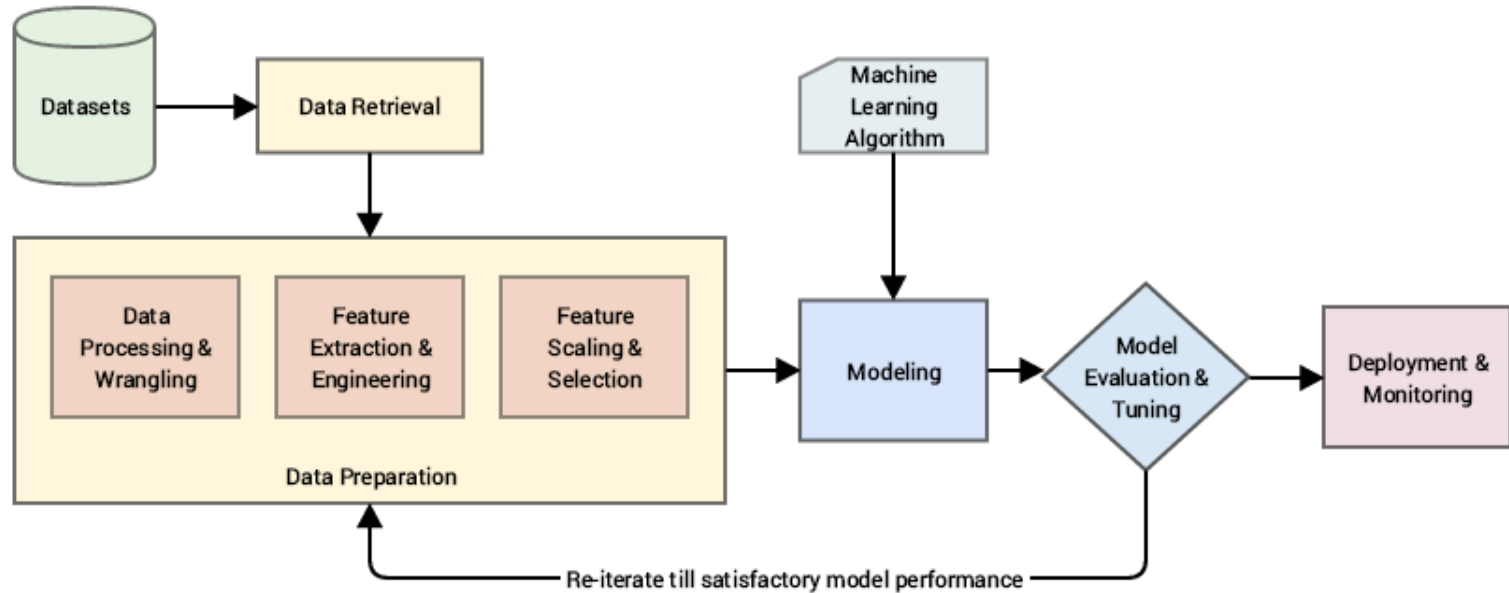 Datasets
Data Retrieval
Machine
Learning
Algorithm
Data
Processing &
Wrangling
Feature
Extraction &
Engineering
Feature
Scaling &
Selection
Data Preparation
Modeling
Model
Evaluation &
Tuning
Deployment &
Monitoring
Re-iterate till satisfactory model performance